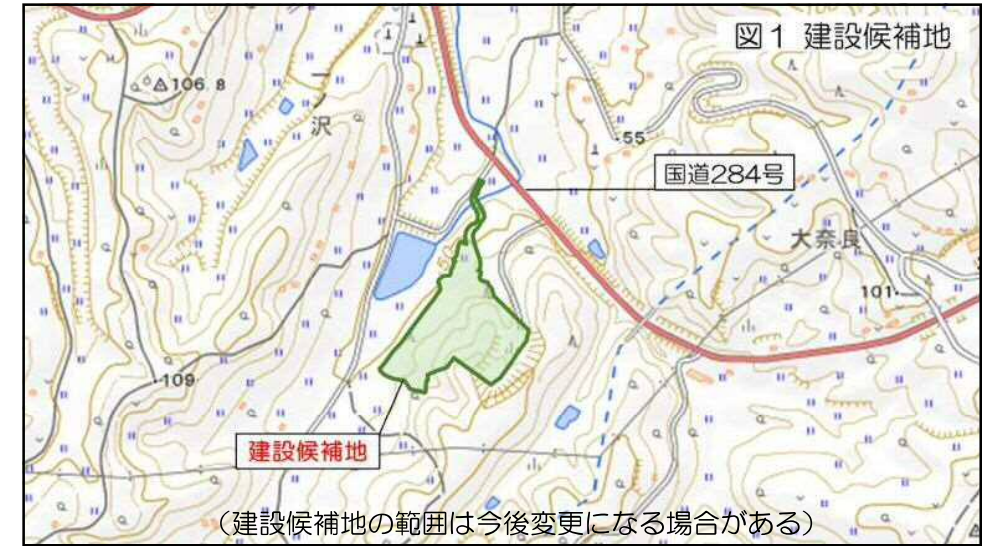 図1 建設候補地
106.8
沢
55
国道284号
大奈良
101
50
109
建設候補地
(建設候補地の範囲は今後変更になる場合がある)